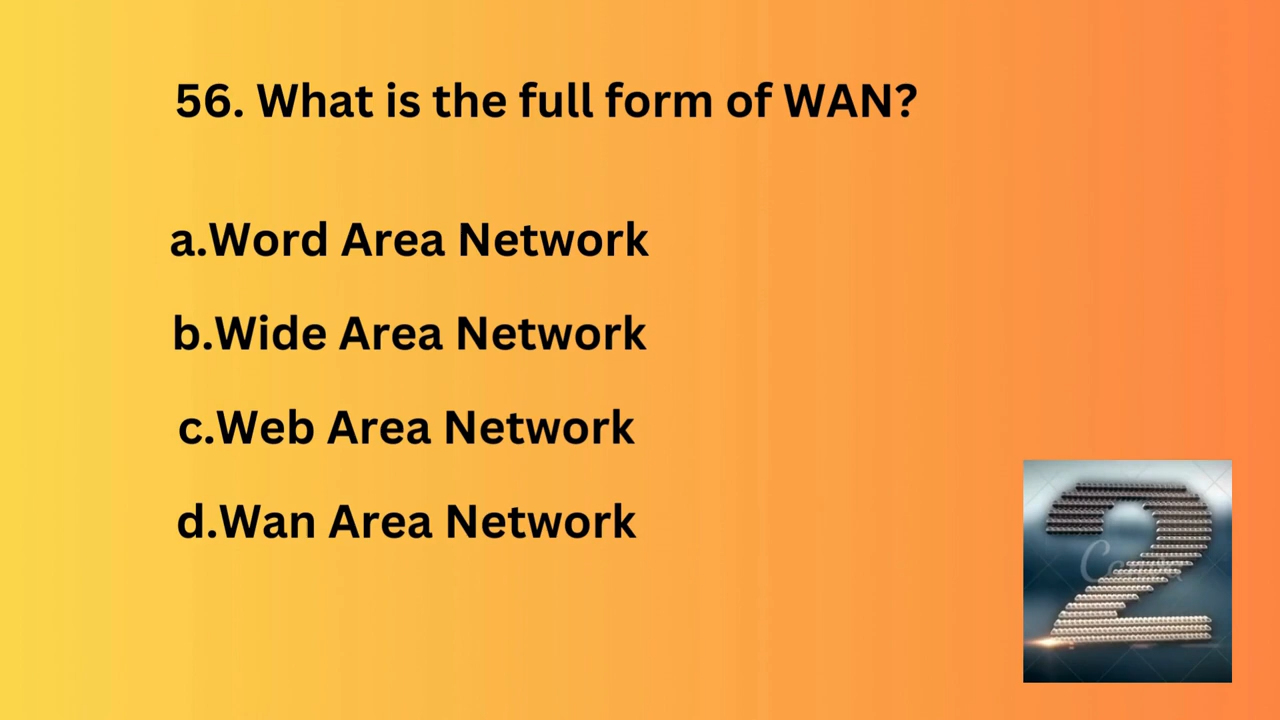 56. What is the full form of WAN?
a.Word Area Network
b.Wide Area Network
c.Web Area Network
d.Wan Area Network
2